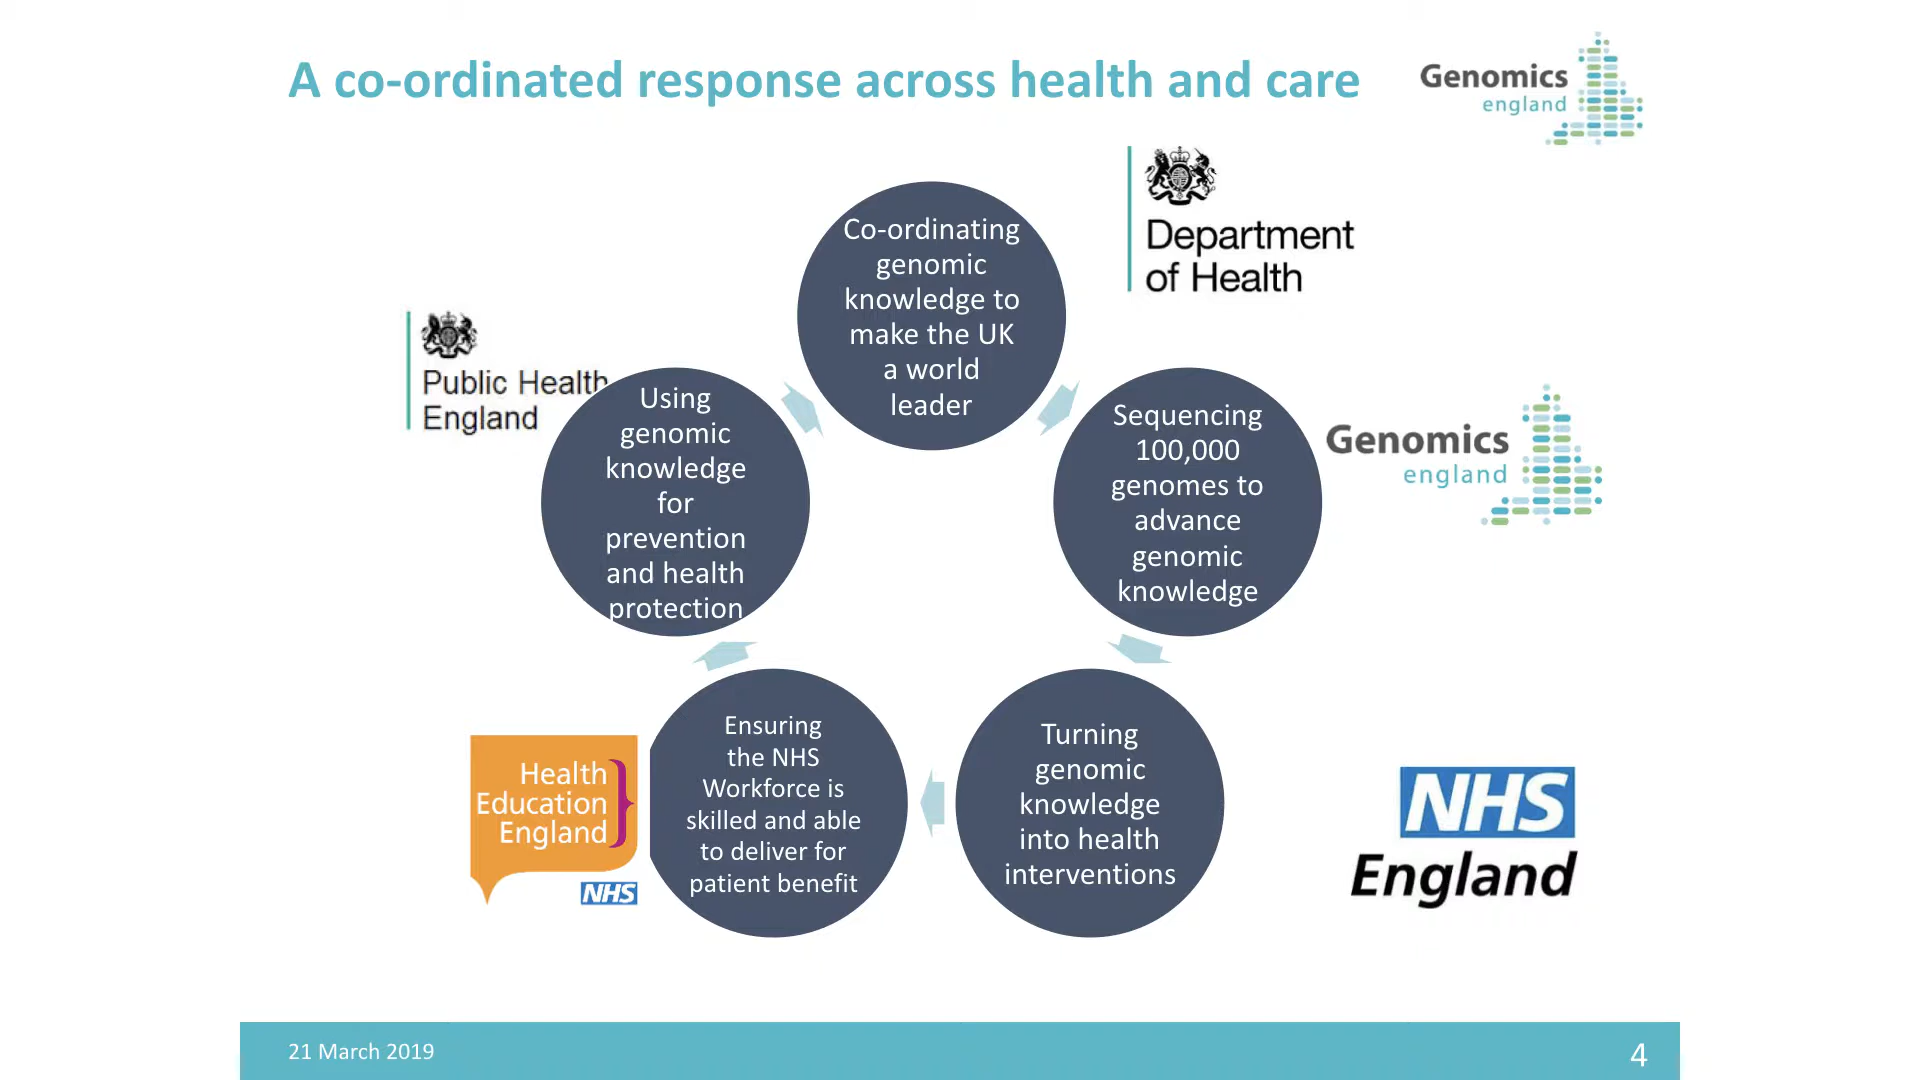 A co-ordinated response across health and care
Genomics
england
Department
of Health
Co-ordinating
genomic
knowledge to
make the UK
a world
leader
Public Health
England
Using
genomic
knowledge
for
prevention
and health
protection
Sequencing
100,000
genomes to
advance
genomic
knowledge
Genomics
england
Health
Education
England
NHS
Ensuring
the NHS
Workforce is
skilled and able
to deliver for
patient benefit
Turning
genomic
knowledge
into health
interventions
NHS
England
21 March 2019
4